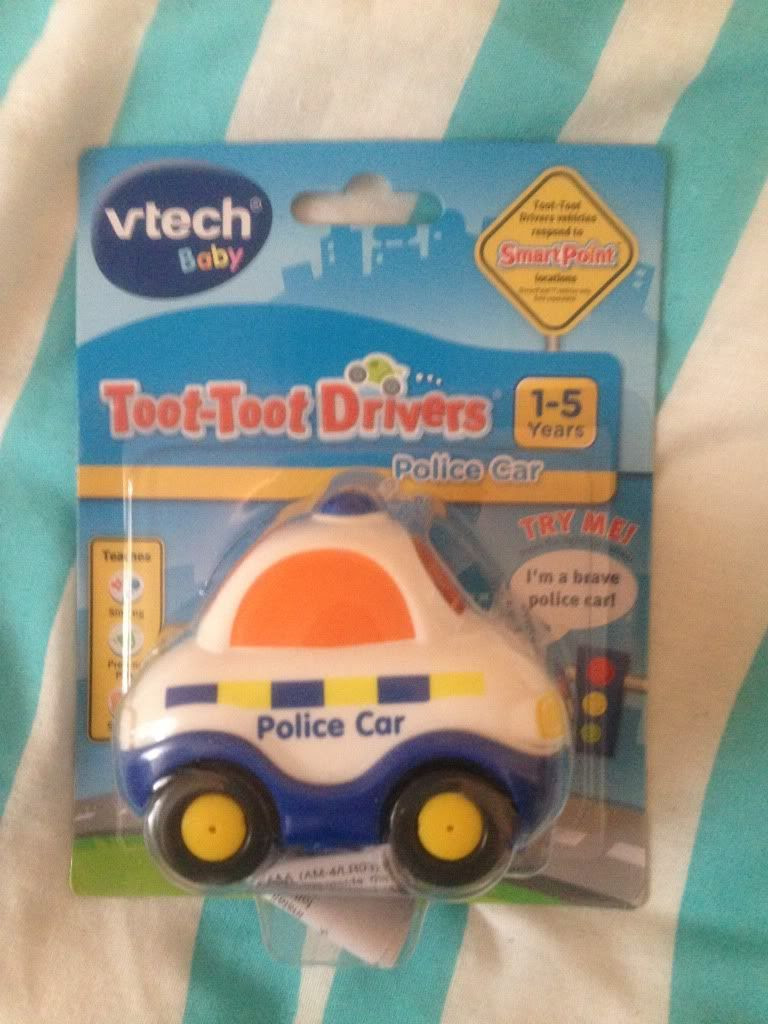 vtech®
Baby
Toot-Toot
Drivers vehicles
respond to
SmartPoint
locations
Toot-Toot Drivers®
1-5
Years
Police Car
TRY ME!
I'm a brave
police car!
Teaches
Police Car